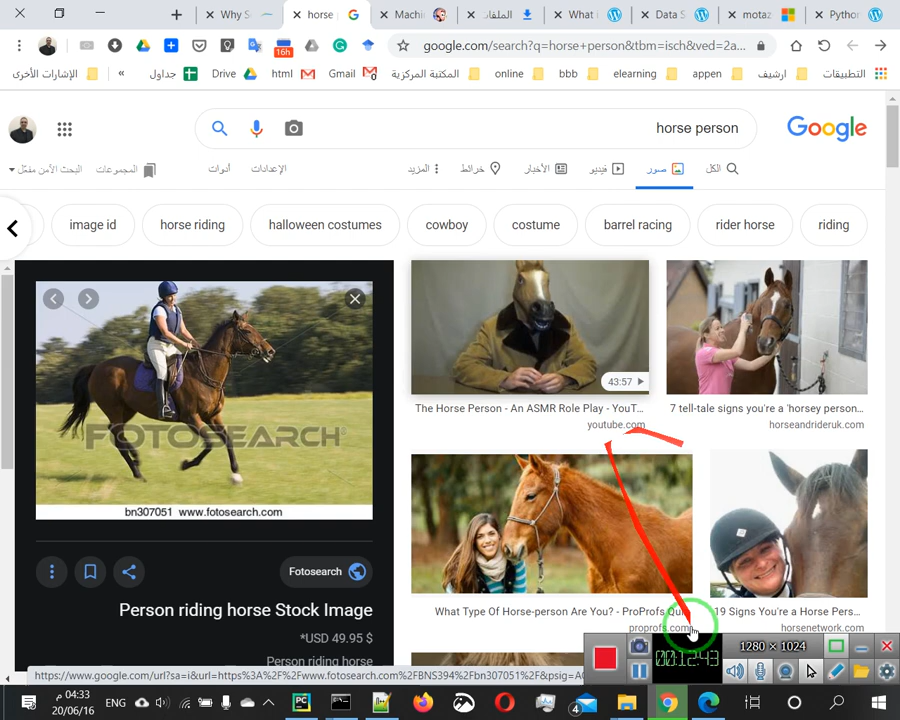 Why S
horse
Machi
الملفات
What i
Data S
motaz
Python
16h
google.com/search?q=horse+person&tbm=isch&ved=2a...
التطبيقات
ارشيف
appen
elearning
bbb
online
المكتبة المركزية
Gmail
html
Drive
جداول
«
الإشارات الأخرى
horse person
Google
الكل
صور
فيديو
الأخبار
خرائط
المزيد
الإعدادات
أدوات
المجموعات
البحث الآمن مفعّل
image id
horse riding
halloween costumes
cowboy
costume
barrel racing
rider horse
riding
FOTOSEARCH®
bn307051 www.fotosearch.com
Fotosearch
Person riding horse Stock Image
*USD 49.95 $
Person riding horse
43:57
The Horse Person - An ASMR Role Play - YouT...
youtube.com
7 tell-tale signs you're a 'horsey person...
horseandrideruk.com
What Type Of Horse-person Are You? - ProProfs Quiz
proprofs.com
19 Signs You're a Horse Pers...
horsenetwork.com
1280 × 1024
00:12:43
https://www.google.com/url?sa=i&url=https%3A%2F%2Fwww.fotosearch.com%2FBNS394%2Fbn307051%2F&psig=AO
04:33 م
20/06/16
ENG
4